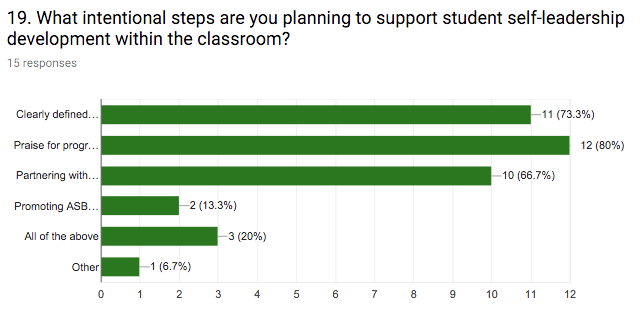 19. What intentional steps are you planning to support student self-leadership
development within the classroom?
15 responses
Clearly defined…
11 (73.3%)
Praise for progr…
12 (80%)
Partnering with…
10 (66.7%)
Promoting ASB…
2 (13.3%)
All of the above
3 (20%)
Other
1 (6.7%)
0 1 2 3 4 5 6 7 8 9 10 11 12